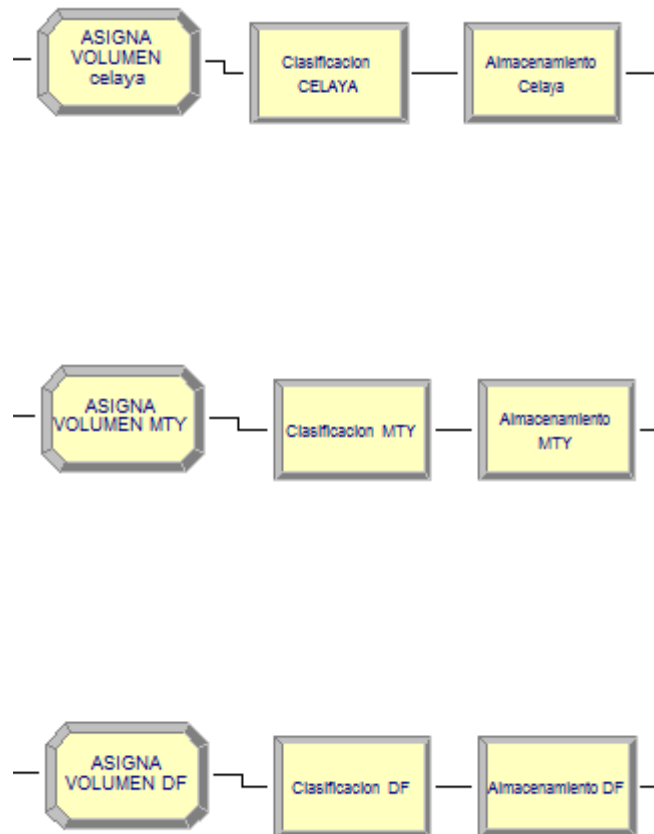 ASIGNA
VOLUMEN
celaya
Clasificacion
CELAYA
Almacenamiento
Celaya
ASIGNA
VOLUMEN MTY
Clasificacion MTY
Almacenamiento
MTY
ASIGNA
VOLUMEN DF
Clasificacion DF
Almacenamiento DF